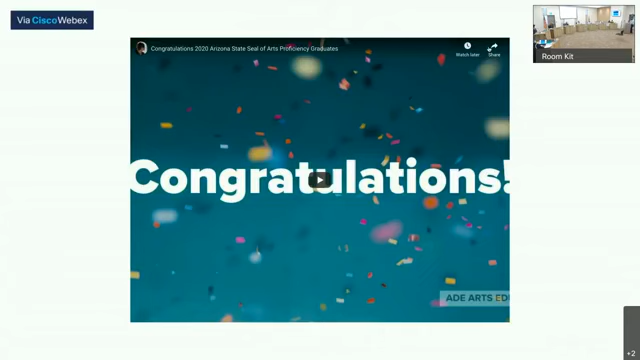 Via CiscoWebex
Congratulations 2020 Arizona State Seal of Arts Proficiency Graduates
Watch later
Share
Room Kit
Congratulations!
ADE ARTS EDU
+2